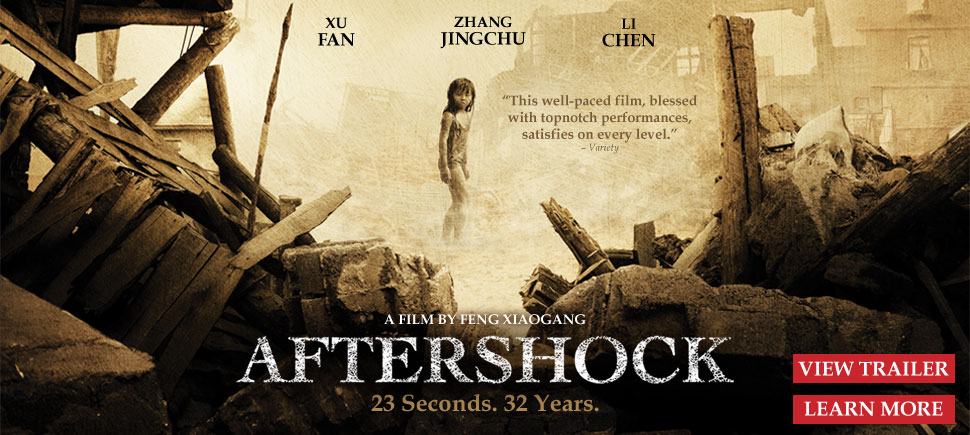 XU
FAN
ZHANG
JINGCHU
LI
CHEN
“This well-paced film, blessed
with topnotch performances,
satisfies on every level.”
– Variety
A FILM BY FENG XIAOGANG
AFTERSHOCK
23 Seconds. 32 Years.
VIEW TRAILER
LEARN MORE